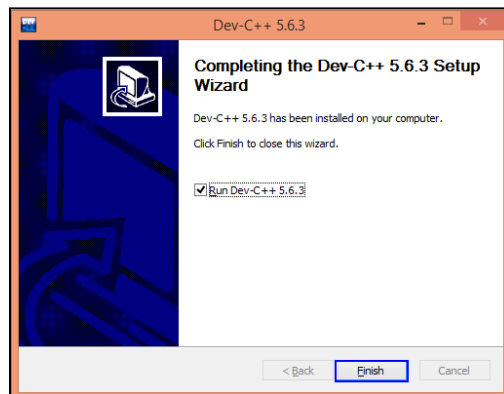 Dev-C++ 5.6.3
Completing the Dev-C++ 5.6.3 Setup
Wizard
Dev-C++ 5.6.3 has been installed on your computer.
Click Finish to close this wizard.
Run Dev-C++ 5.6.3
< Back Finish Cancel